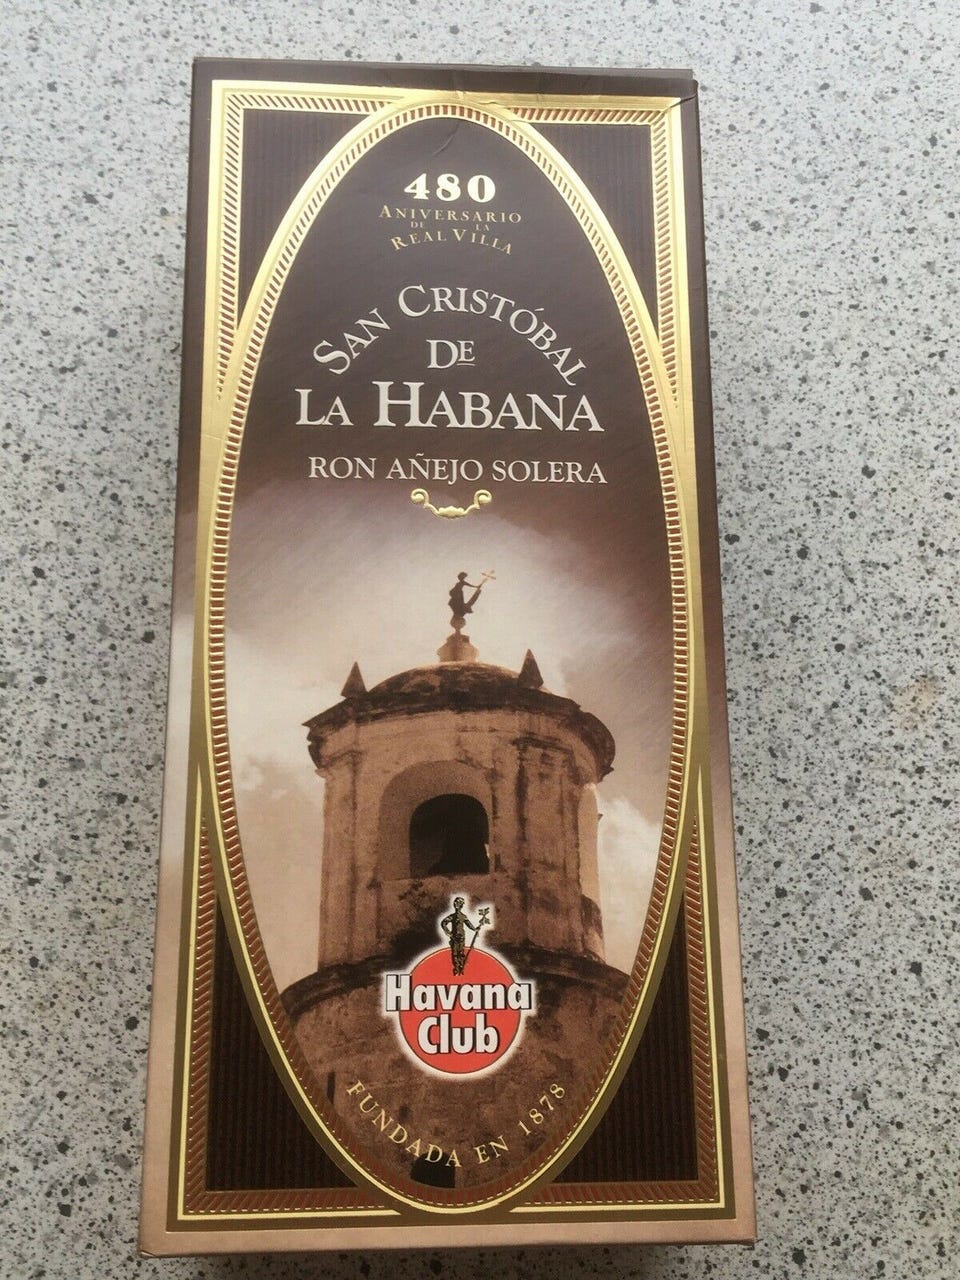 480
ANIVERSARIO
DE LA
REAL VILLA
SAN CRISTÓBAL
DE
LA HABANA
RON AÑEJO SOLERA
Havana
Club
FUNDADA EN 1878